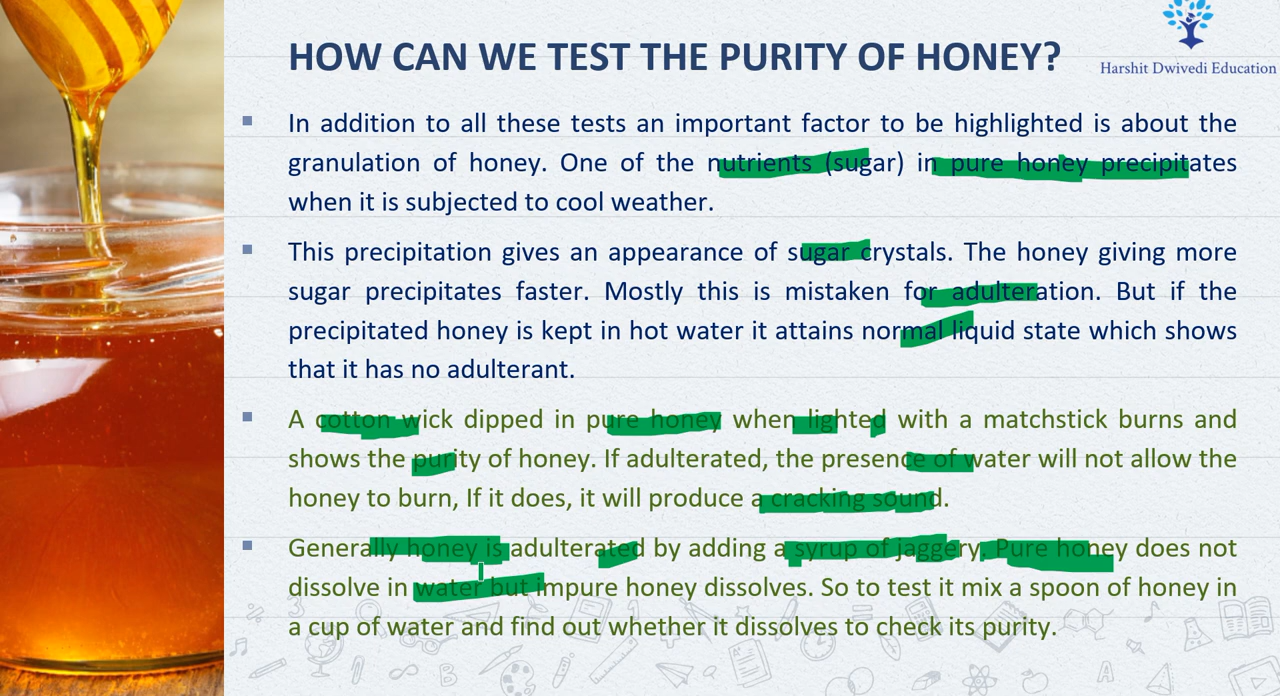 HOW CAN WE TEST THE PURITY OF HONEY?
Harshit Dwivedi Education
▪ In addition to all these tests an important factor to be highlighted is about the
granulation of honey. One of the nutrients (sugar) in pure honey precipitates
when it is subjected to cool weather.
▪ This precipitation gives an appearance of sugar crystals. The honey giving more
sugar precipitates faster. Mostly this is mistaken for adulteration. But if the
precipitated honey is kept in hot water it attains normal liquid state which shows
that it has no adulterant.
▪ A cotton wick dipped in pure honey when lighted with a matchstick burns and
shows the purity of honey. If adulterated, the presence of water will not allow the
honey to burn, If it does, it will produce a cracking sound.
▪ Generally honey is adulterated by adding a syrup of jaggery. Pure honey does not
dissolve in water but impure honey dissolves. So to test it mix a spoon of honey in
a cup of water and find out whether it dissolves to check its purity.